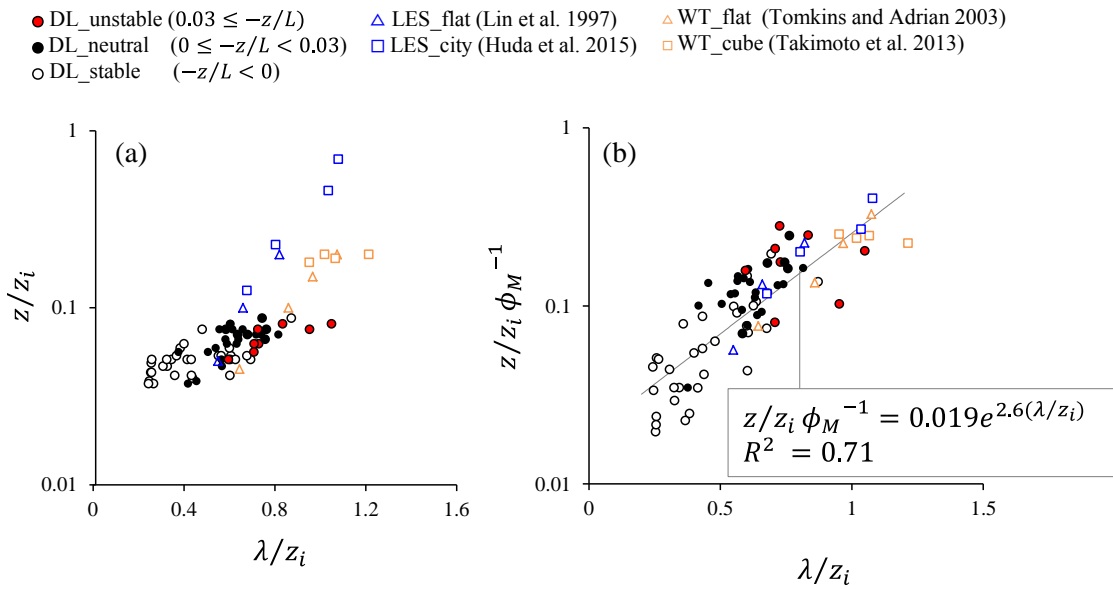 DL_unstable (0.03 ≤ −z/L) LES_flat (Lin et al. 1997) WT_flat (Tomkins and Adrian 2003)
DL_neutral (0 ≤ −z/L < 0.03) LES_city (Huda et al. 2015) WT_cube (Takimoto et al. 2013)
DL_stable (−z/L < 0)
(a)
1
0.1
0.01
z/z_i
0 0.4 0.8 1.2 1.6
λ/z_i
(b)
1
0.1
0.01
z/z_i ϕ_M⁻¹
z/z_i ϕ_M⁻¹ = 0.019e^{2.6(λ/z_i)}
R² = 0.71
0 0.5 1 1.5
λ/z_i